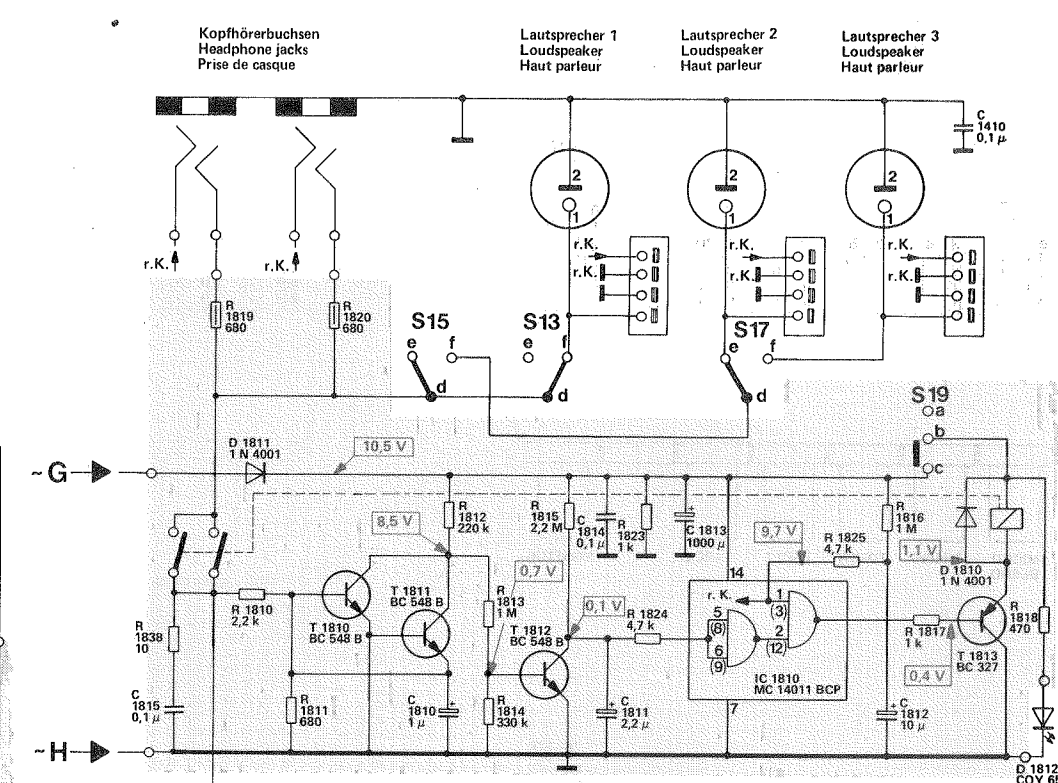 Kopfhörerbuchsen
Headphone jacks
Prise de casque
Lautsprecher 1
Loudspeaker
Haut parleur
Lautsprecher 2
Loudspeaker
Haut parleur
Lautsprecher 3
Loudspeaker
Haut parleur
C
1410
0,1 µ
2
2
2
1
1
1
r.K.
r.K.
r.K.
r.K.
r.K.
r.K.
r.K.
r.K.
R
1819
680
R
1820
680
S15
e
f
d
S13
e
f
d
S17
e
f
d
S19
a
b
c
~G
D 1811
1 N 4001
10,5 V
8,5 V
R
1812
220 k
R
1815
2,2 M
C
1814
0,1 µ
R
1823
1 k
C 1813
1000 µ
9,7 V
R 1825
4,7 k
R
1816
1 M
1,1 V
D 1810
1 N 4001
0,7 V
R
1813
1 M
T 1811
BC 548 B
T 1810
BC 548 B
R 1810
2,2 k
T 1812
BC 548 B
0,1 V
R 1824
4,7 k
14
r. K.
1
(3)
5
(8)
6
(9)
2
(12)
IC 1810
MC 14011 BCP
7
R 1817
1 k
0,4 V
T 1813
BC 327
R
1818
470
R
1838
10
C
1815
0,1 µ
R
1811
680
C
1810
1 µ
R
1814
330 k
C
1811
2,2 µ
C
1812
10 µ
~H
D 1812